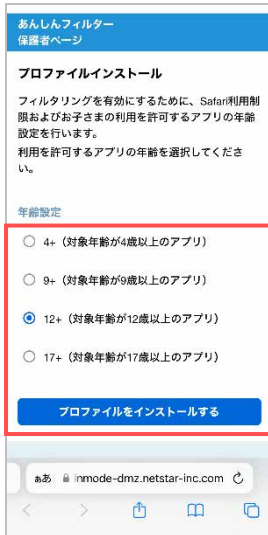 あんしんフィルター
保護者ページ
プロファイルインストール
フィルタリングを有効にするために、Safari利用制
限およびお子さまの利用を許可するアプリの年齢
設定を行います。
利用を許可するアプリの年齢を選択してくださ
い。
年齢設定
4+（対象年齢が4歳以上のアプリ）
9+（対象年齢が9歳以上のアプリ）
12+（対象年齢が12歳以上のアプリ）
17+（対象年齢が17歳以上のアプリ）
プロファイルをインストールする
ああ inmode-dmz.netstar-inc.com